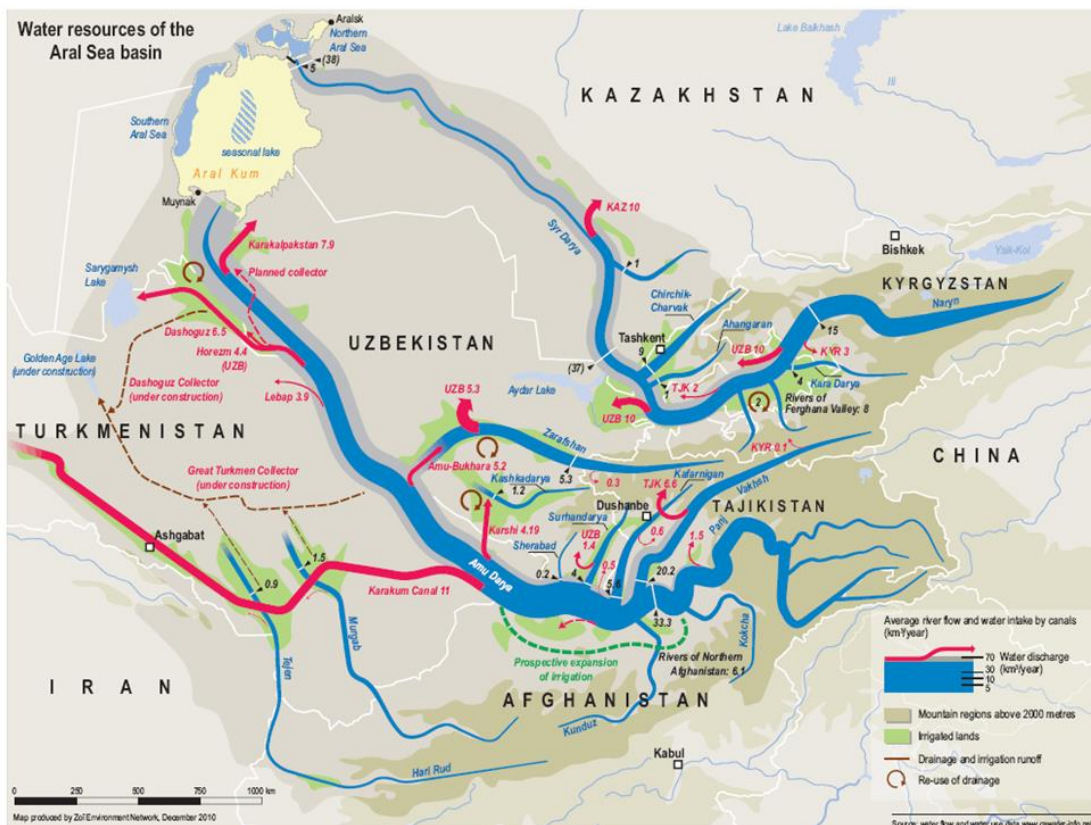 Water resources of the
Aral Sea basin
Aralsk
Northern
Aral Sea
(38)
5
Lake Balkhash
Ili
KAZAKHSTAN
Southern
Aral Sea
seasonal lake
Aral Kum
Muynak
KAZ 10
Syr Darya
Karakalpakstan 7.9
Bishkek
Ysik-Kol
Planned
collector
Sarygamysh
Lake
1
Chirchik-
Charvak
KYRGYZSTAN
Naryn
Dashoguz 6.5
UZBEKISTAN
Tashkent
Ahangaran
15
Horezm 4.4
(UZB)
9
UZB 10
KYR 3
Golden Age Lake
(under construction)
Dashoguz Collector
(under construction)
(37)
TJK 2
4
Kara Darya
Lebap 3.9
UZB 5.3
Aydar Lake
1
2
Rivers of
Ferghana Valley: 8
UZB 10
TURKMENISTAN
Zarafshan
KYR 0.1
CHINA
Great Turkmen Collector
(under construction)
Amu-Bukhara 5.2
5.3
0.3
Kafarnigan
Vakhsh
Kashkadarya
1.2
TJK 6.6
Dushanbe
TAJIKISTAN
Surhandarya
Panj
Ashgabat
Karshi 4.19
UZB
1.4
0.6
1.5
Sherabad
1.5
Amu Darya
0.5
0.9
Karakum Canal 11
0.2
4
5.6
20.2
33.3
Murgab
Kokcha
Tejen
Prospective expansion
of irrigation
Rivers of Northern
Afghanistan: 6.1
IRAN
AFGHANISTAN
Kunduz
Kabul
Hari Rud
Average river flow and water intake by canals
(km³/year)
70
30
10
5
Water discharge
(km³/year)
Mountain regions above 2000 metres
Irrigated lands
Drainage and irrigation runoff
Re-use of drainage
0 250 500 750 1000 km
Map produced by Zoï Environment Network, December 2010
Source: water flow and water use data